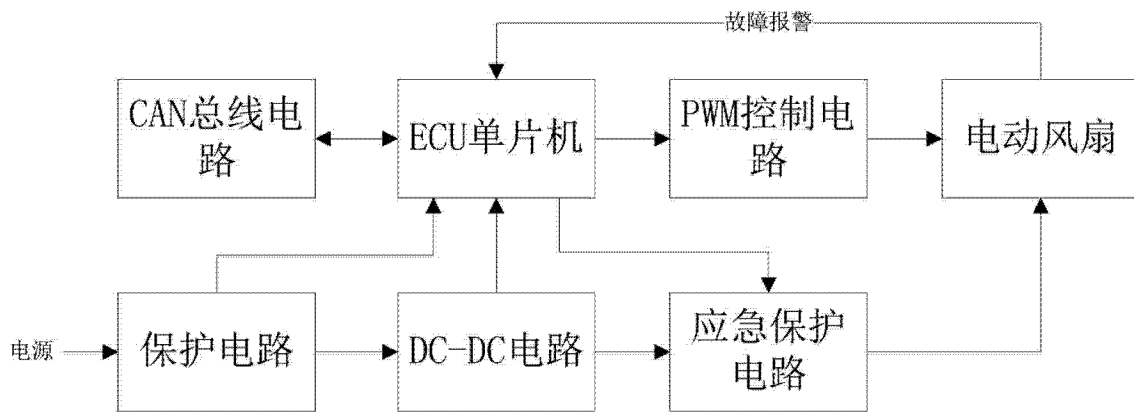 故障报警
CAN总线电
路
ECU单片机
PWM控制电
路
电动风扇
电源
保护电路
DC-DC电路
应急保护
电路